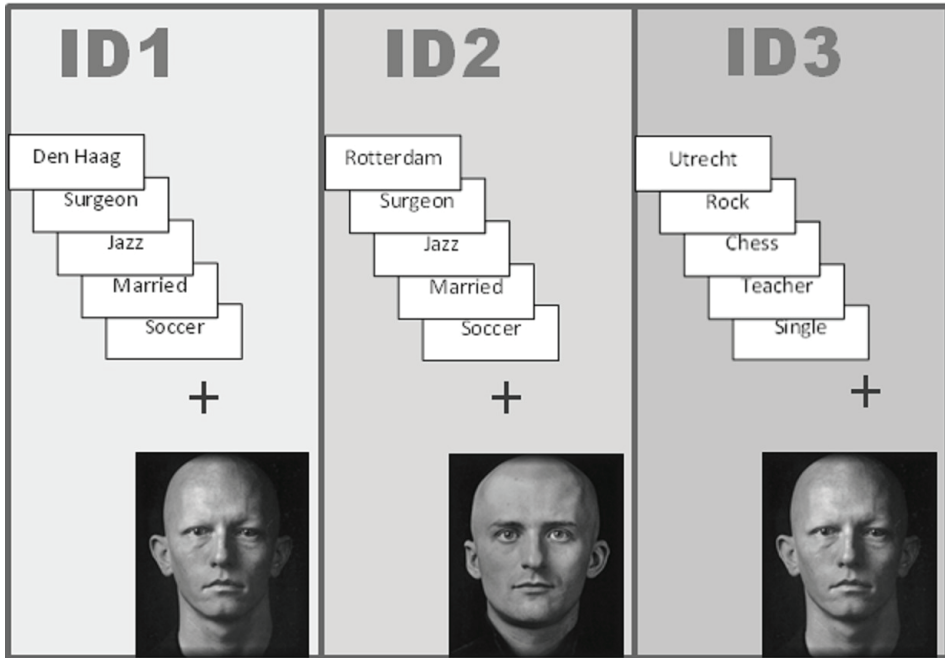 ID1
Den Haag
Surgeon
Jazz
Married
Soccer
+
ID2
Rotterdam
Surgeon
Jazz
Married
Soccer
+
ID3
Utrecht
Rock
Chess
Teacher
Single
+